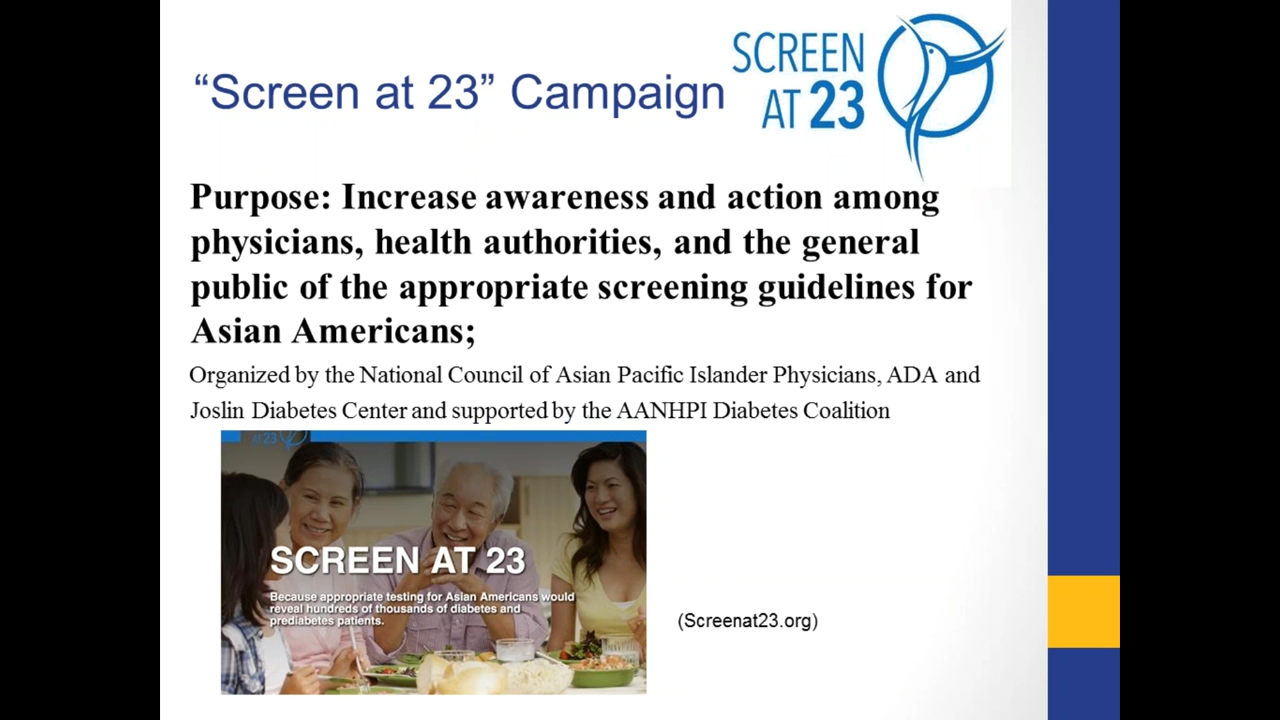 “Screen at 23” Campaign
SCREEN
AT 23
Purpose: Increase awareness and action among
physicians, health authorities, and the general
public of the appropriate screening guidelines for
Asian Americans;
Organized by the National Council of Asian Pacific Islander Physicians, ADA and
Joslin Diabetes Center and supported by the AANHPI Diabetes Coalition
AT 23
SCREEN AT 23
Because appropriate testing for Asian Americans would
reveal hundreds of thousands of diabetes and
prediabetes patients.
(Screenat23.org)